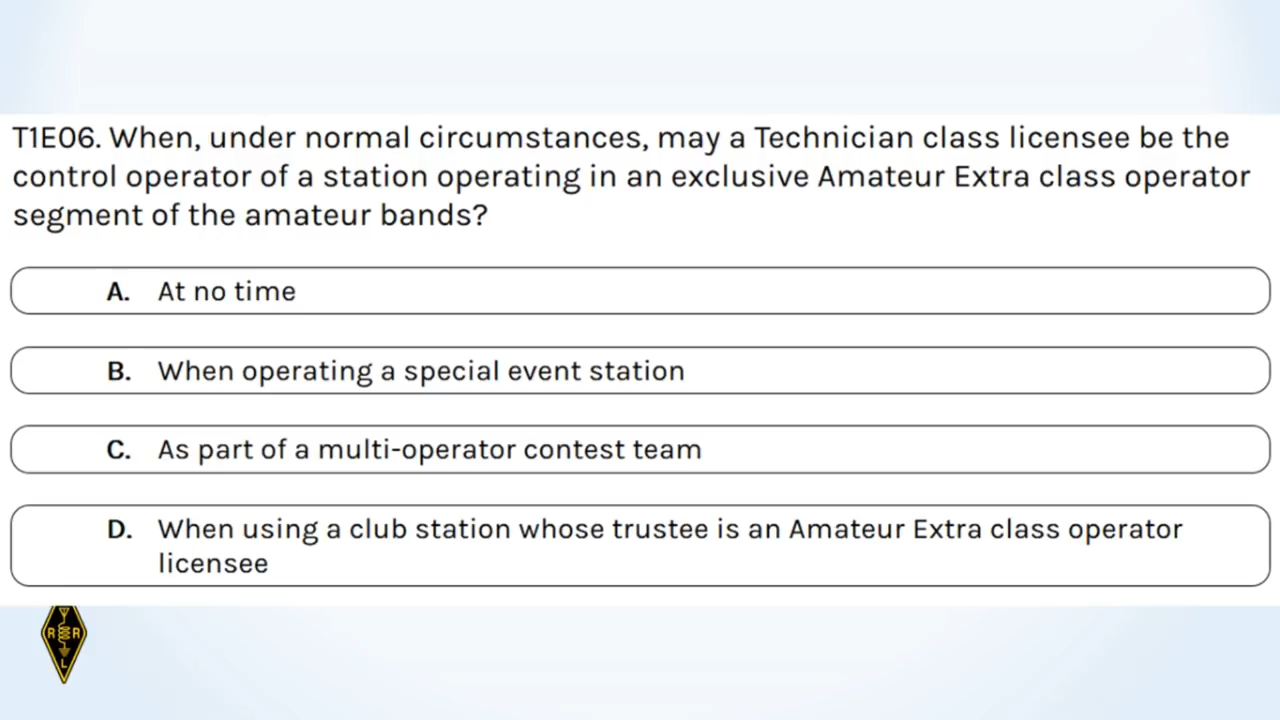 T1E06. When, under normal circumstances, may a Technician class licensee be the
control operator of a station operating in an exclusive Amateur Extra class operator
segment of the amateur bands?
A. At no time
B. When operating a special event station
C. As part of a multi-operator contest team
D. When using a club station whose trustee is an Amateur Extra class operator
licensee
R R
L